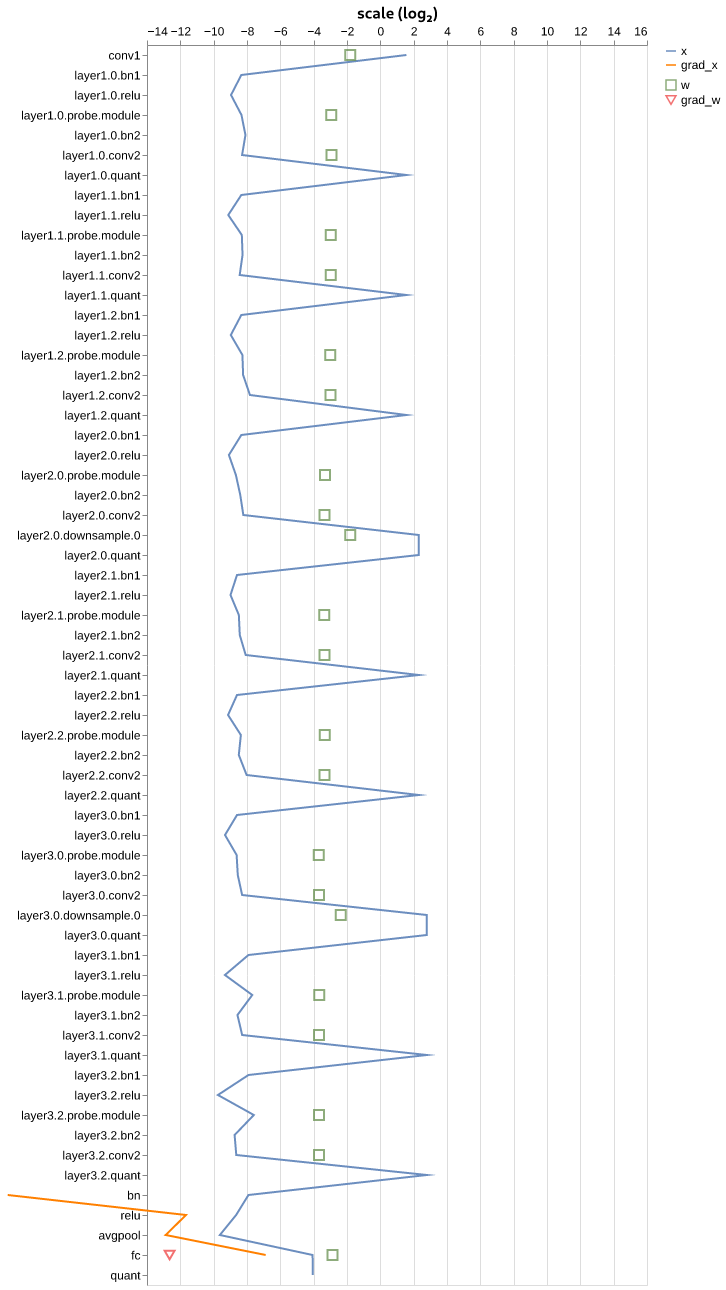 scale (log2)
−14 −12 −10 −8 −6 −4 −2 0 2 4 6 8 10 12 14 16
x
grad_x
w
grad_w
conv1
layer1.0.bn1
layer1.0.relu
layer1.0.probe.module
layer1.0.bn2
layer1.0.conv2
layer1.0.quant
layer1.1.bn1
layer1.1.relu
layer1.1.probe.module
layer1.1.bn2
layer1.1.conv2
layer1.1.quant
layer1.2.bn1
layer1.2.relu
layer1.2.probe.module
layer1.2.bn2
layer1.2.conv2
layer1.2.quant
layer2.0.bn1
layer2.0.relu
layer2.0.probe.module
layer2.0.bn2
layer2.0.conv2
layer2.0.downsample.0
layer2.0.quant
layer2.1.bn1
layer2.1.relu
layer2.1.probe.module
layer2.1.bn2
layer2.1.conv2
layer2.1.quant
layer2.2.bn1
layer2.2.relu
layer2.2.probe.module
layer2.2.bn2
layer2.2.conv2
layer2.2.quant
layer3.0.bn1
layer3.0.relu
layer3.0.probe.module
layer3.0.bn2
layer3.0.conv2
layer3.0.downsample.0
layer3.0.quant
layer3.1.bn1
layer3.1.relu
layer3.1.probe.module
layer3.1.bn2
layer3.1.conv2
layer3.1.quant
layer3.2.bn1
layer3.2.relu
layer3.2.probe.module
layer3.2.bn2
layer3.2.conv2
layer3.2.quant
bn
relu
avgpool
fc
quant